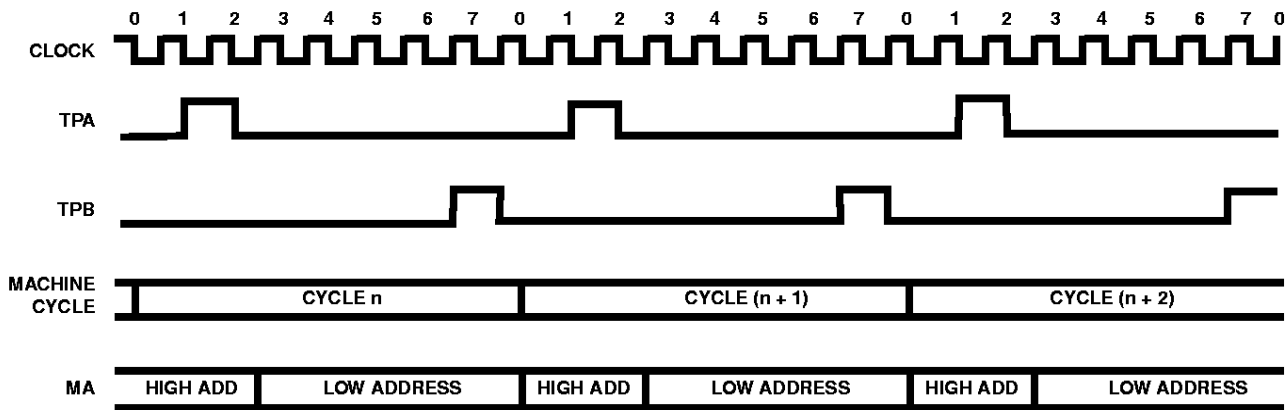 0 1 2 3 4 5 6 7 0 1 2 3 4 5 6 7 0 1 2 3 4 5 6 7 0
CLOCK
TPA
TPB
MACHINE
CYCLE
CYCLE n CYCLE (n + 1) CYCLE (n + 2)
MA HIGH ADD LOW ADDRESS HIGH ADD LOW ADDRESS HIGH ADD LOW ADDRESS